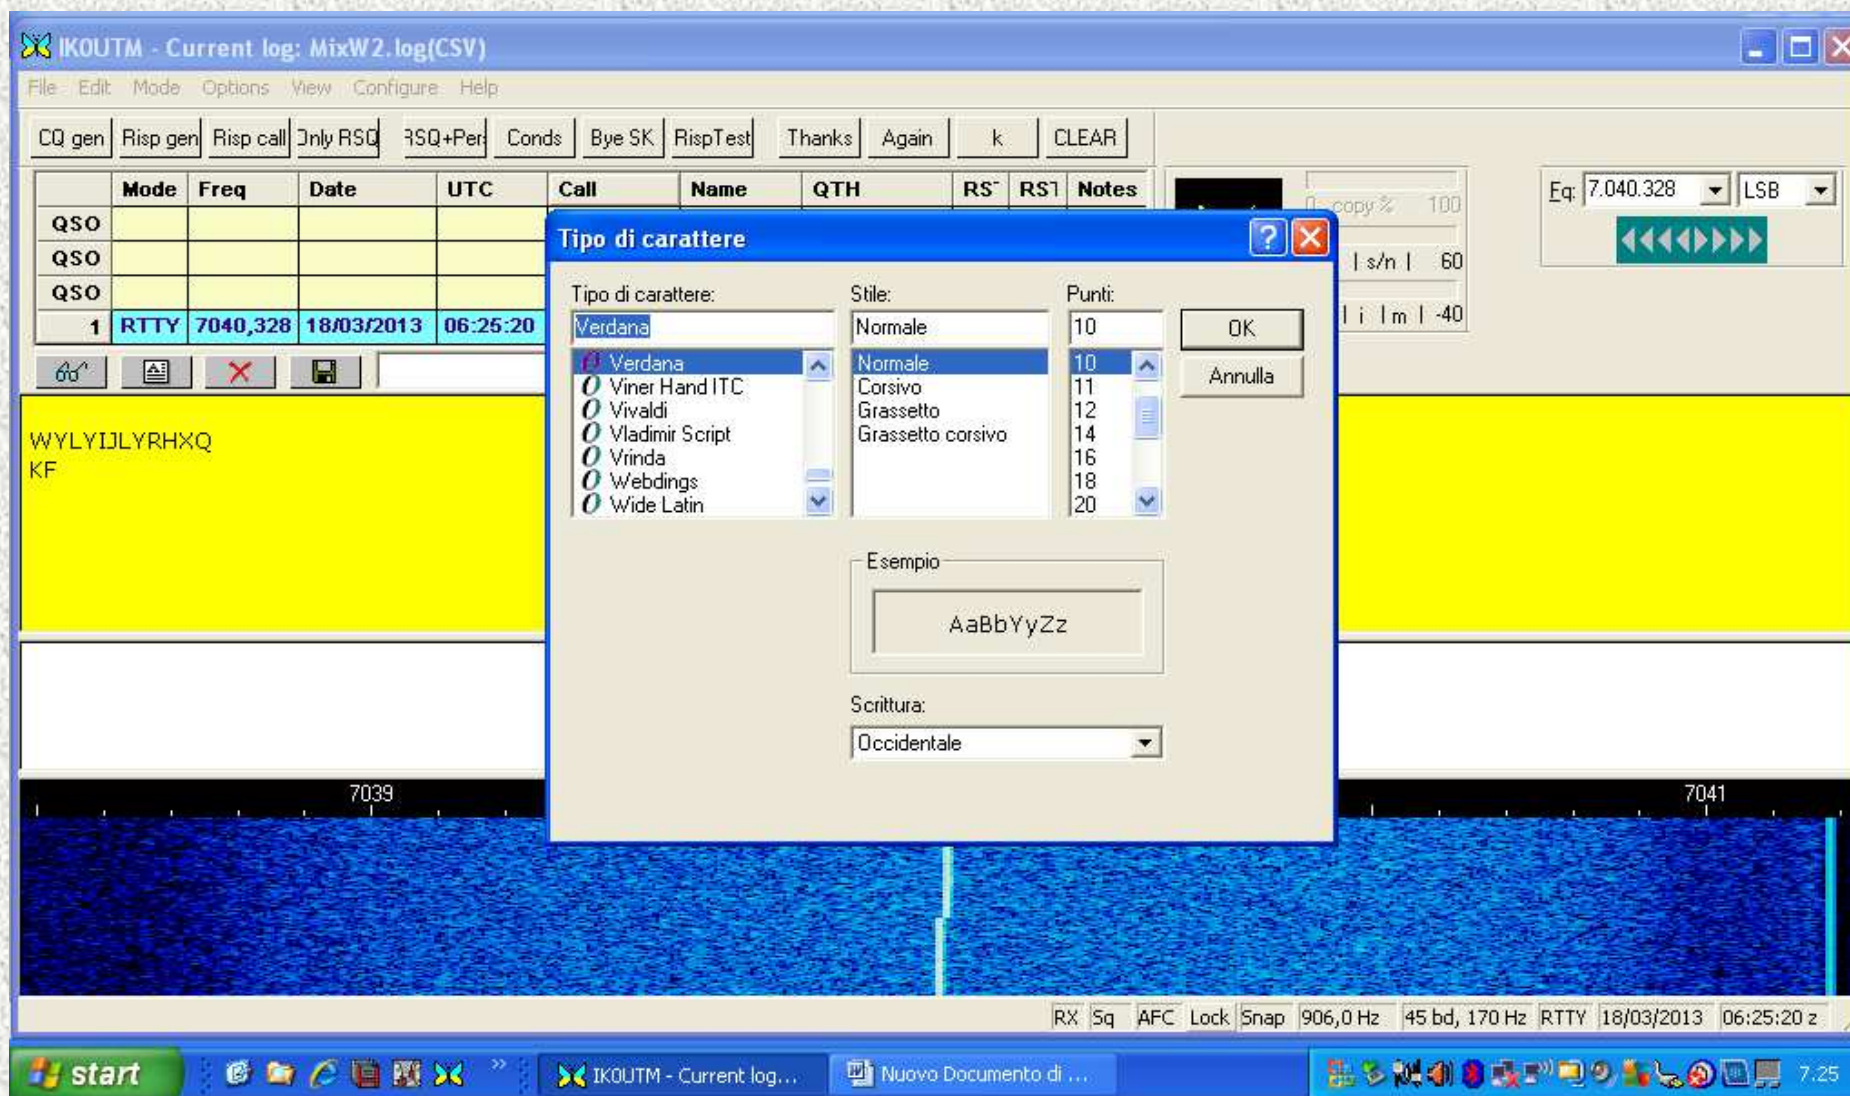 IK0UTM - Current log: MixW2.log(CSV)
File Edit Mode Options View Configure Help
CQ gen Risp gen Risp call Only RSQ RSQ+Per Conds Bye SK RispTest Thanks Again k CLEAR
Mode Freq Date UTC Call Name QTH RST RST Notes
QSO
QSO
QSO
1 RTTY 7040,328 18/03/2013 06:25:20
0 copy % 100
| s/n | 60
| i | m | -40
Fq: 7.040.328 LSB
Tipo di carattere
Tipo di carattere: Stile: Punti:
Verdana Normale 10 OK
Verdana Normale 10
Annulla
Viner Hand ITC Corsivo 11
Vivaldi Grassetto 12
Vladimir Script Grassetto corsivo 14
Vrinda 16
Webdings 18
Wide Latin 20
Esempio
AaBbYyZz
Scrittura:
Occidentale
WYLYIJLYRHXQ
KF
7039 7041
RX Sq AFC Lock Snap 906,0 Hz 45 bd, 170 Hz RTTY 18/03/2013 06:25:20 z
start IK0UTM - Current log... Nuovo Documento di ... 7.25